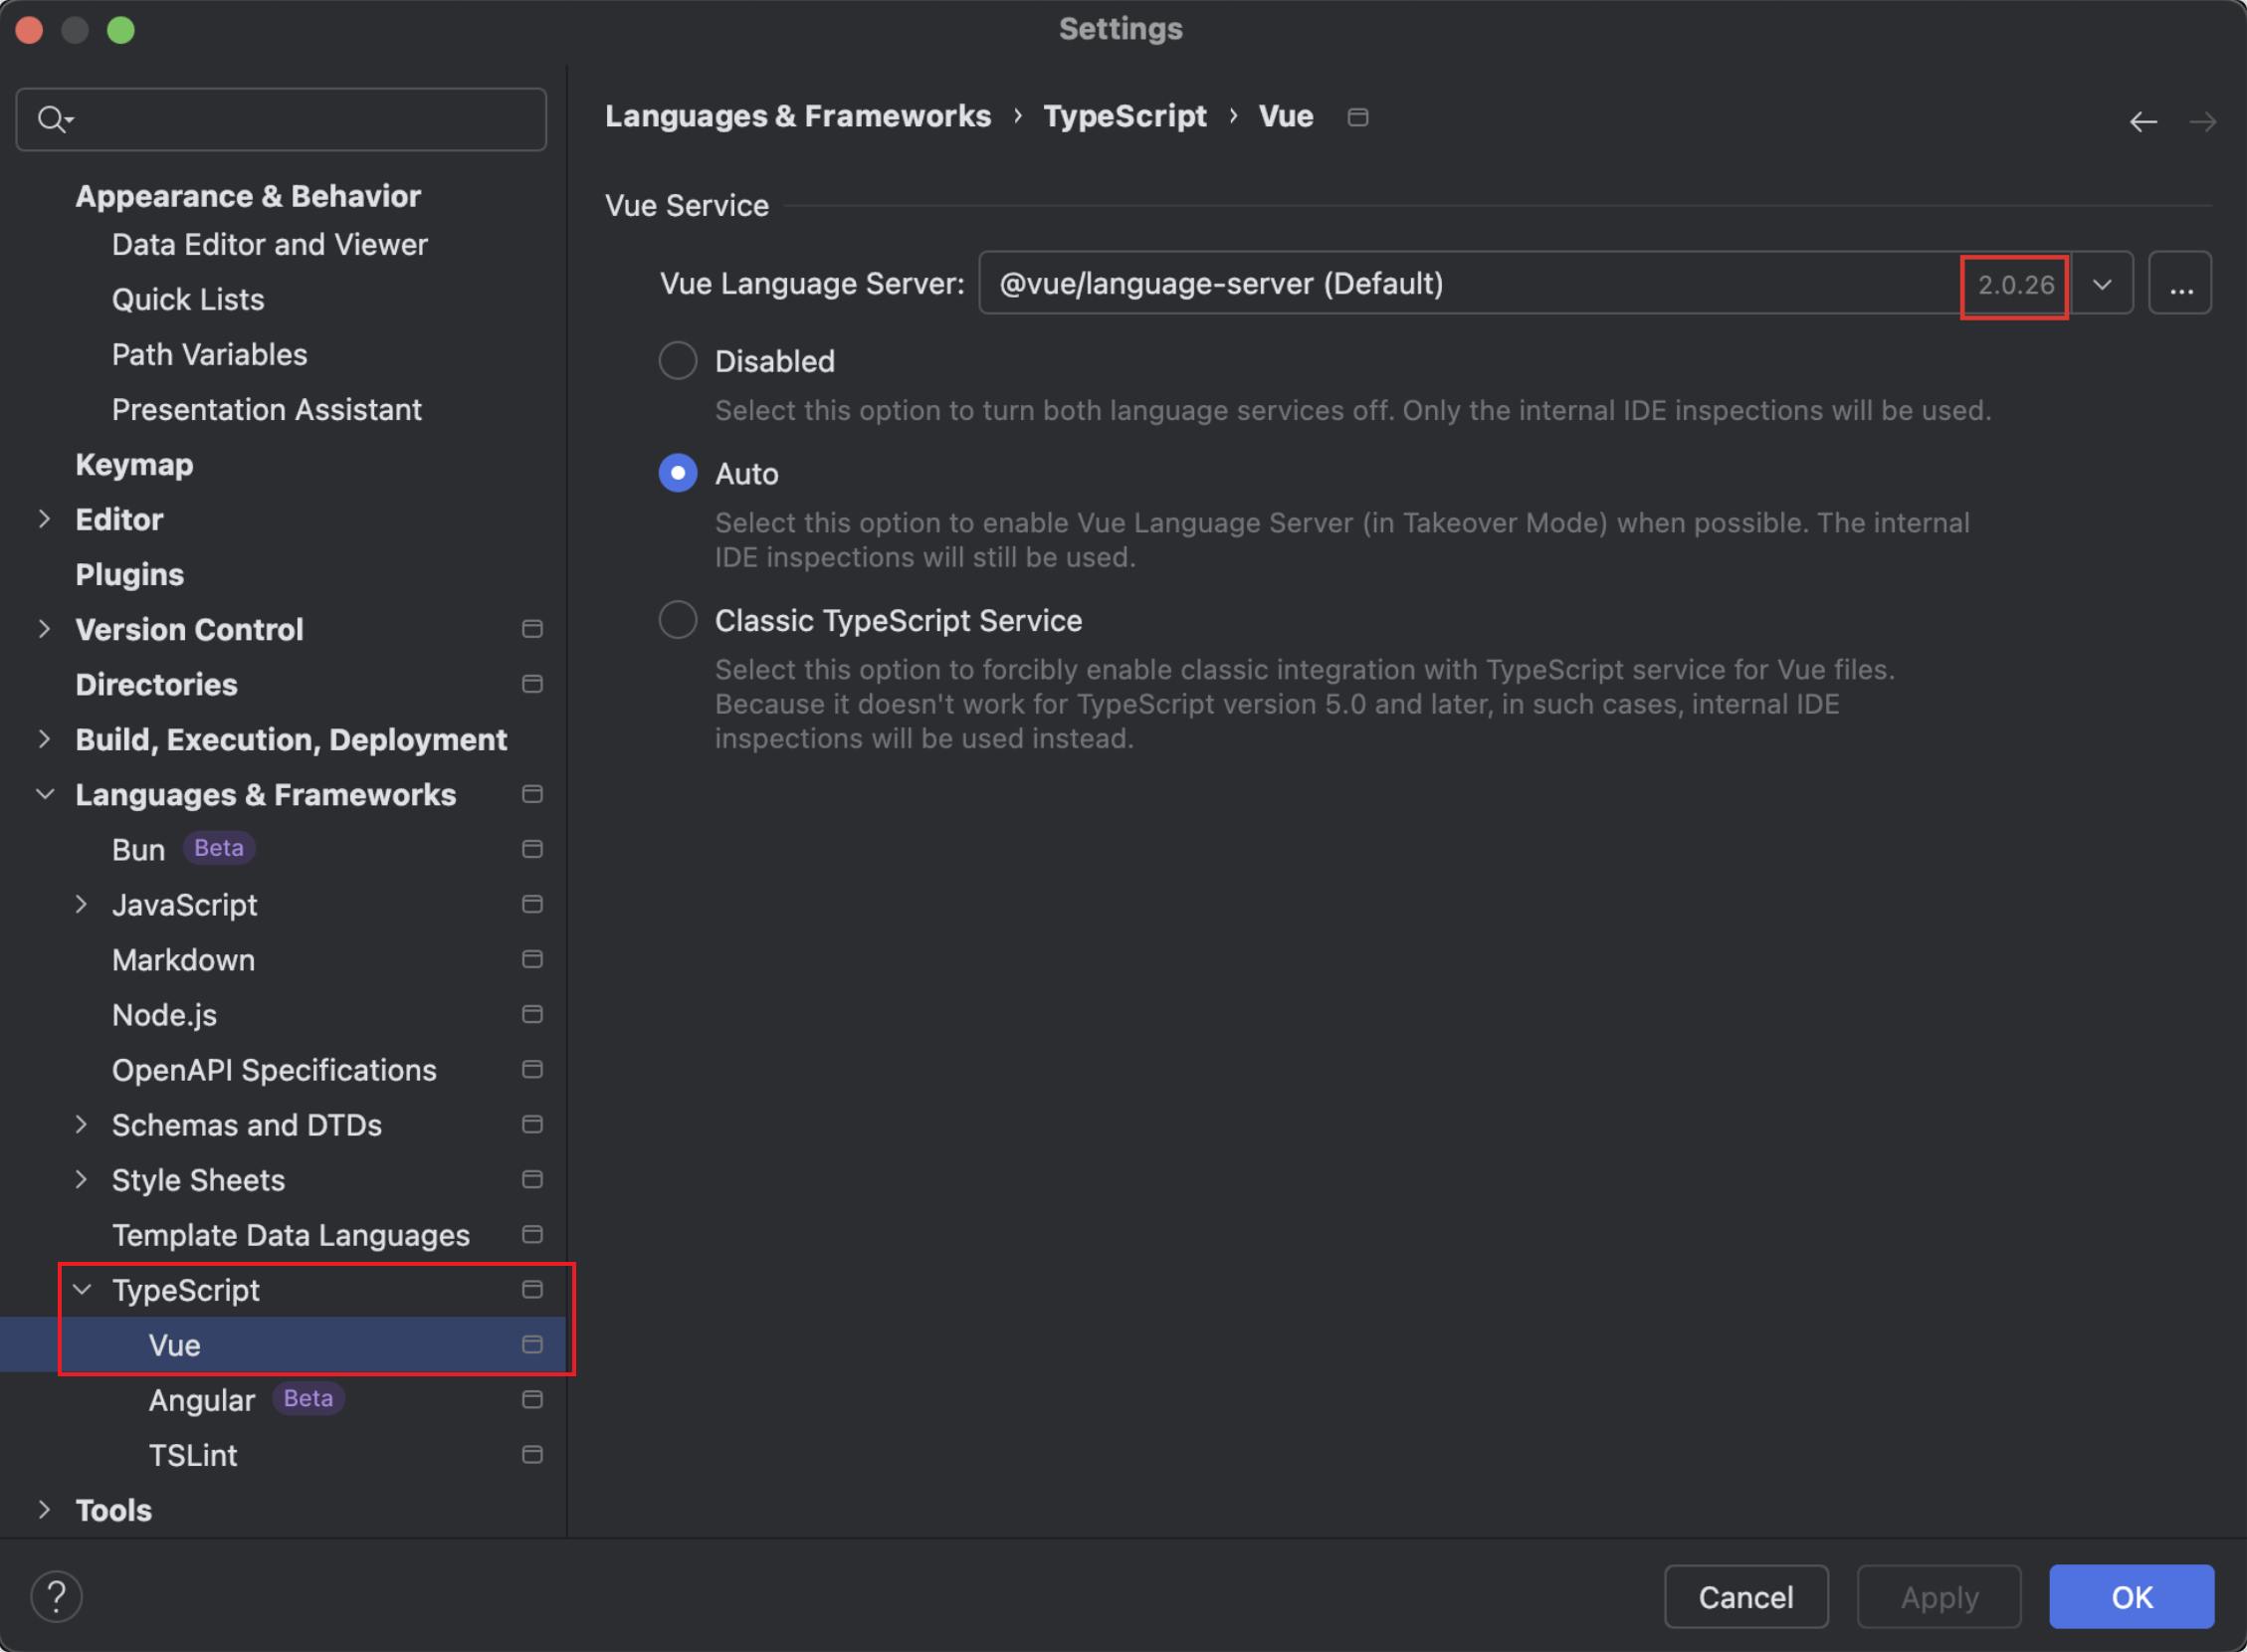 Settings
Appearance & Behavior
Data Editor and Viewer
Quick Lists
Path Variables
Presentation Assistant
Keymap
Editor
Plugins
Version Control
Directories
Build, Execution, Deployment
Languages & Frameworks
Bun Beta
JavaScript
Markdown
Node.js
OpenAPI Specifications
Schemas and DTDs
Style Sheets
Template Data Languages
TypeScript
Vue
Angular Beta
TSLint
Tools
Languages & Frameworks › TypeScript › Vue
Vue Service
Vue Language Server: @vue/language-server (Default) 2.0.26 ...
Disabled
Select this option to turn both language services off. Only the internal IDE inspections will be used.
Auto
Select this option to enable Vue Language Server (in Takeover Mode) when possible. The internal
IDE inspections will still be used.
Classic TypeScript Service
Select this option to forcibly enable classic integration with TypeScript service for Vue files.
Because it doesn't work for TypeScript version 5.0 and later, in such cases, internal IDE
inspections will be used instead.
?
Cancel Apply OK